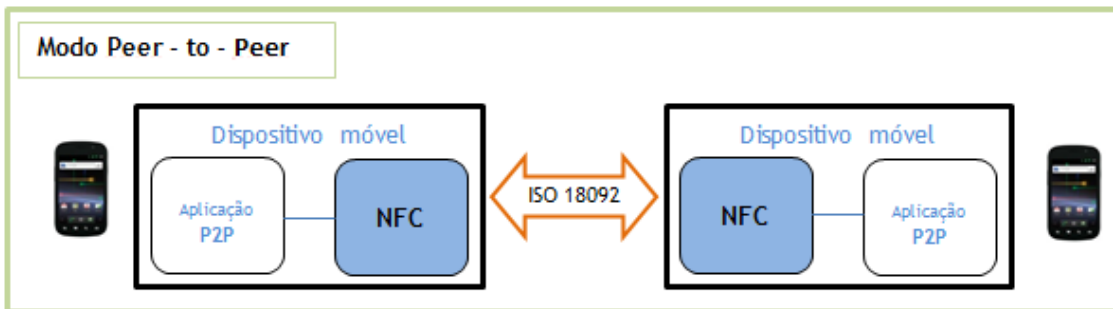 Modo Peer - to - Peer
Dispositivo móvel
Aplicação
P2P
NFC
ISO 18092
Dispositivo móvel
NFC
Aplicação
P2P